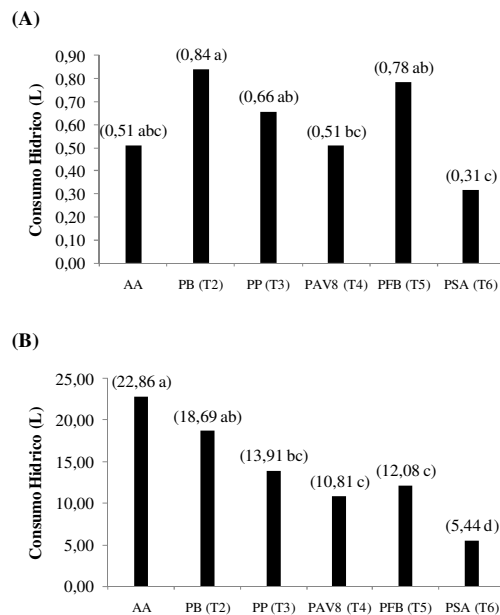 (A)
Consumo Hidrico (L)
0,90
0,80
0,70
0,60
0,50
0,40
0,30
0,20
0,10
0,00
(0,51 abc)
(0,84 a)
(0,66 ab)
(0,51 bc)
(0,78 ab)
(0,31 c)
AA PB (T2) PP (T3) PAV8 (T4) PFB (T5) PSA (T6)
(B)
Consumo Hidrico (L)
25,00
20,00
15,00
10,00
5,00
0,00
(22,86 a)
(18,69 ab)
(13,91 bc)
(10,81 c)
(12,08 c)
(5,44 d)
AA PB (T2) PP (T3) PAV8 (T4) PFB (T5) PSA (T6)